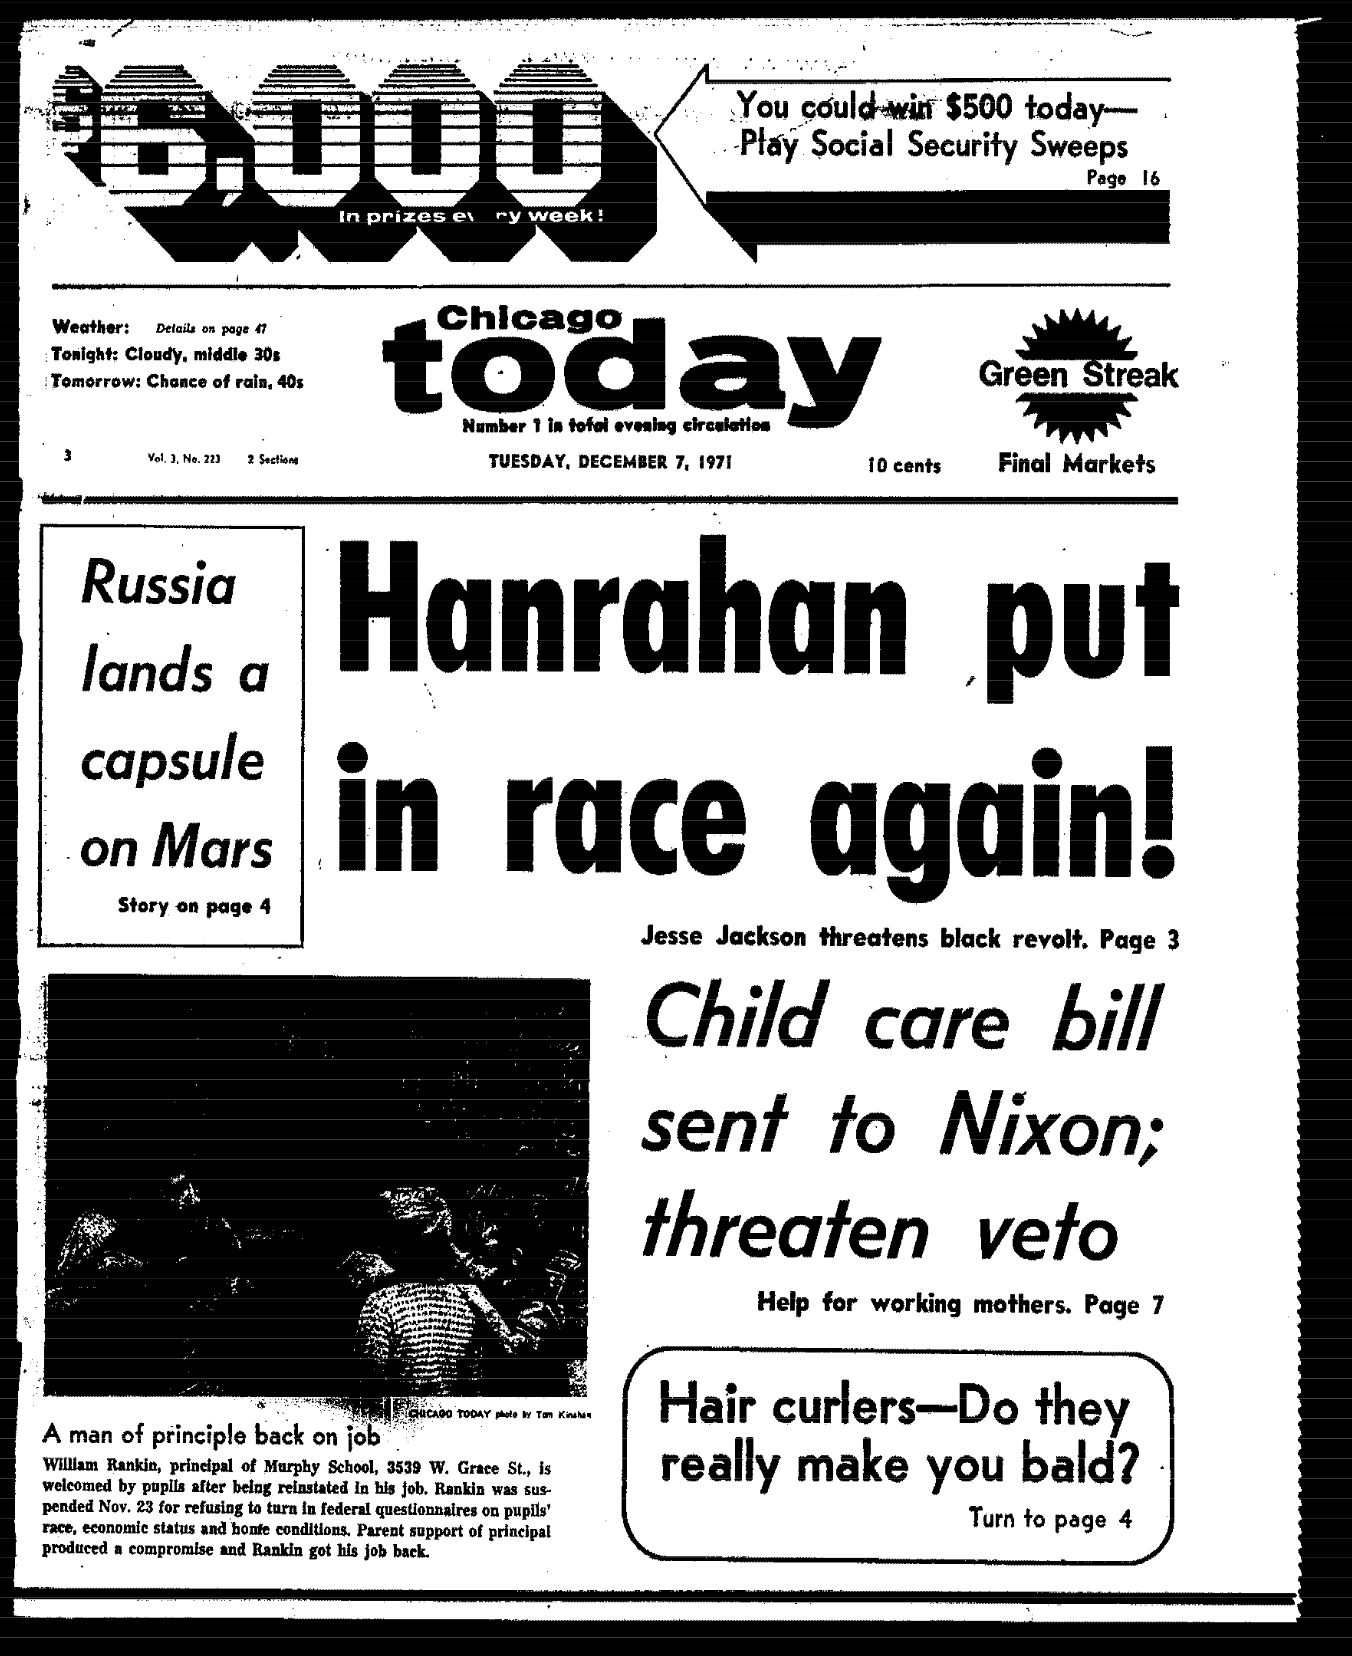 6,000
In prizes every week!
You could win $500 today—
Play Social Security Sweeps
Page 16
Weather: Details on page 47
Tonight: Cloudy, middle 30s
Tomorrow: Chance of rain, 40s
3 Vol. 3, No. 223 2 Sections
Chicago
today
Number 1 in total evening circulation
TUESDAY, DECEMBER 7, 1971
10 cents
Green Streak
Final Markets
Russia
lands a
capsule
on Mars
Story on page 4
Hanrahan put
in race again!
Jesse Jackson threatens black revolt. Page 3
Child care bill
sent to Nixon;
threaten veto
Help for working mothers. Page 7
CHICAGO TODAY photo by Tom Kinahan
A man of principle back on job
William Rankin, principal of Murphy School, 3539 W. Grace St., is
welcomed by pupils after being reinstated in his job. Rankin was sus-
pended Nov. 23 for refusing to turn in federal questionnaires on pupils'
race, economic status and home conditions. Parent support of principal
produced a compromise and Rankin got his job back.
Hair curlers—Do they
really make you bald?
Turn to page 4